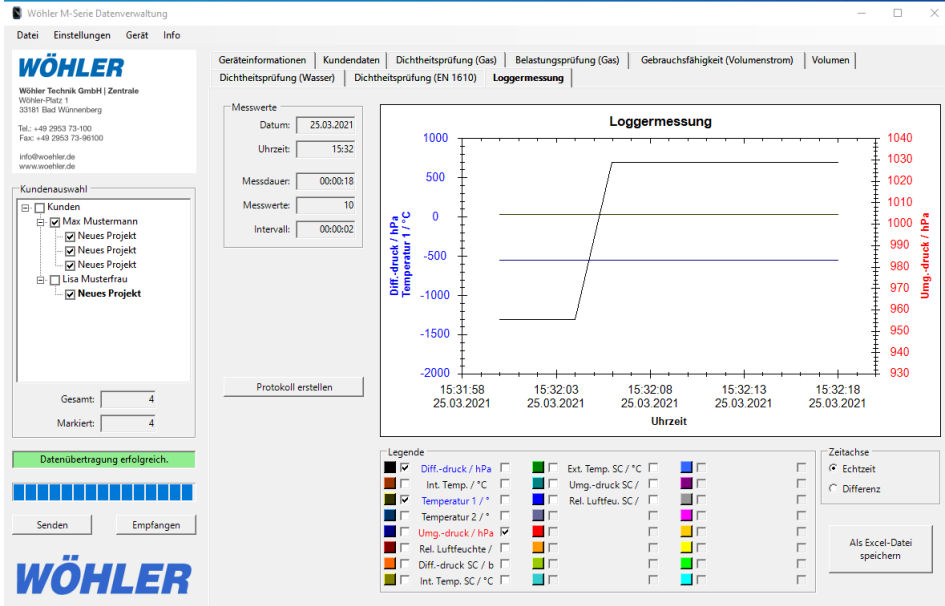 Wöhler M-Serie Datenverwaltung
Datei Einstellungen Gerät Info
WÖHLER
Wöhler Technik GmbH | Zentrale
Wöhler-Platz 1
33181 Bad Wünnenberg
Tel.: +49 2953 73-100
Fax: +49 2953 73-96100
info@woehler.de
www.woehler.de
Kundenauswahl
Kunden
Max Mustermann
Neues Projekt
Neues Projekt
Neues Projekt
Lisa Musterfrau
Neues Projekt
Gesamt: 4
Markiert: 4
Datenübertragung erfolgreich.
Senden Empfangen
WÖHLER
Geräteinformationen Kundendaten Dichtheitsprüfung (Gas) Belastungsprüfung (Gas) Gebrauchsfähigkeit (Volumenstrom) Volumen
Dichtheitsprüfung (Wasser) Dichtheitsprüfung (EN 1610) Loggermessung
Messwerte
Datum: 25.03.2021
Uhrzeit: 15:32
Messdauer: 00:00:18
Messwerte: 10
Intervall: 00:00:02
Protokoll erstellen
Loggermessung
Diff.-druck / hPa
Temperatur 1 / °C
1000
500
0
-500
-1000
-1500
-2000
1040
1030
1020
1010
1000
990
980
970
960
950
940
930
Umg.-druck / hPa
15:31:58 15:32:03 15:32:08 15:32:13 15:32:18
25.03.2021 25.03.2021 25.03.2021 25.03.2021 25.03.2021
Uhrzeit
Legende
Diff.-druck / hPa Ext. Temp. SC / °C
Int. Temp. / °C Umg.-druck SC /
Temperatur 1 / ° Rel. Luftfeu. SC /
Temperatur 2 / °
Umg.-druck / hPa
Rel. Luftfeuchte /
Diff.-druck SC / b
Int. Temp. SC / °C
Zeitachse
Echtzeit
Differenz
Als Excel-Datei
speichern